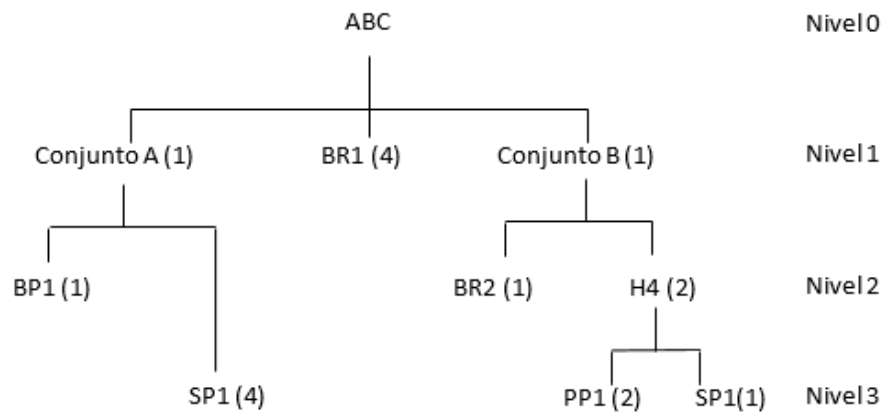 ABC Nivel 0
Conjunto A (1) BR1 (4) Conjunto B (1) Nivel 1
BP1 (1) BR2 (1) H4 (2) Nivel 2
SP1 (4) PP1 (2) SP1(1) Nivel 3